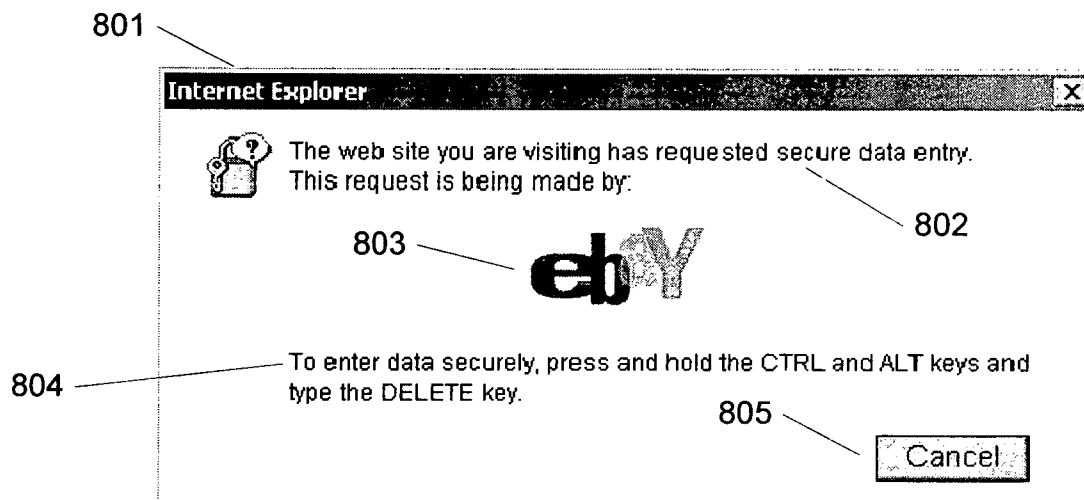 801
Internet Explorer
The web site you are visiting has requested secure data entry.
This request is being made by:
802
803
ebay
804
To enter data securely, press and hold the CTRL and ALT keys and
type the DELETE key.
805
Cancel